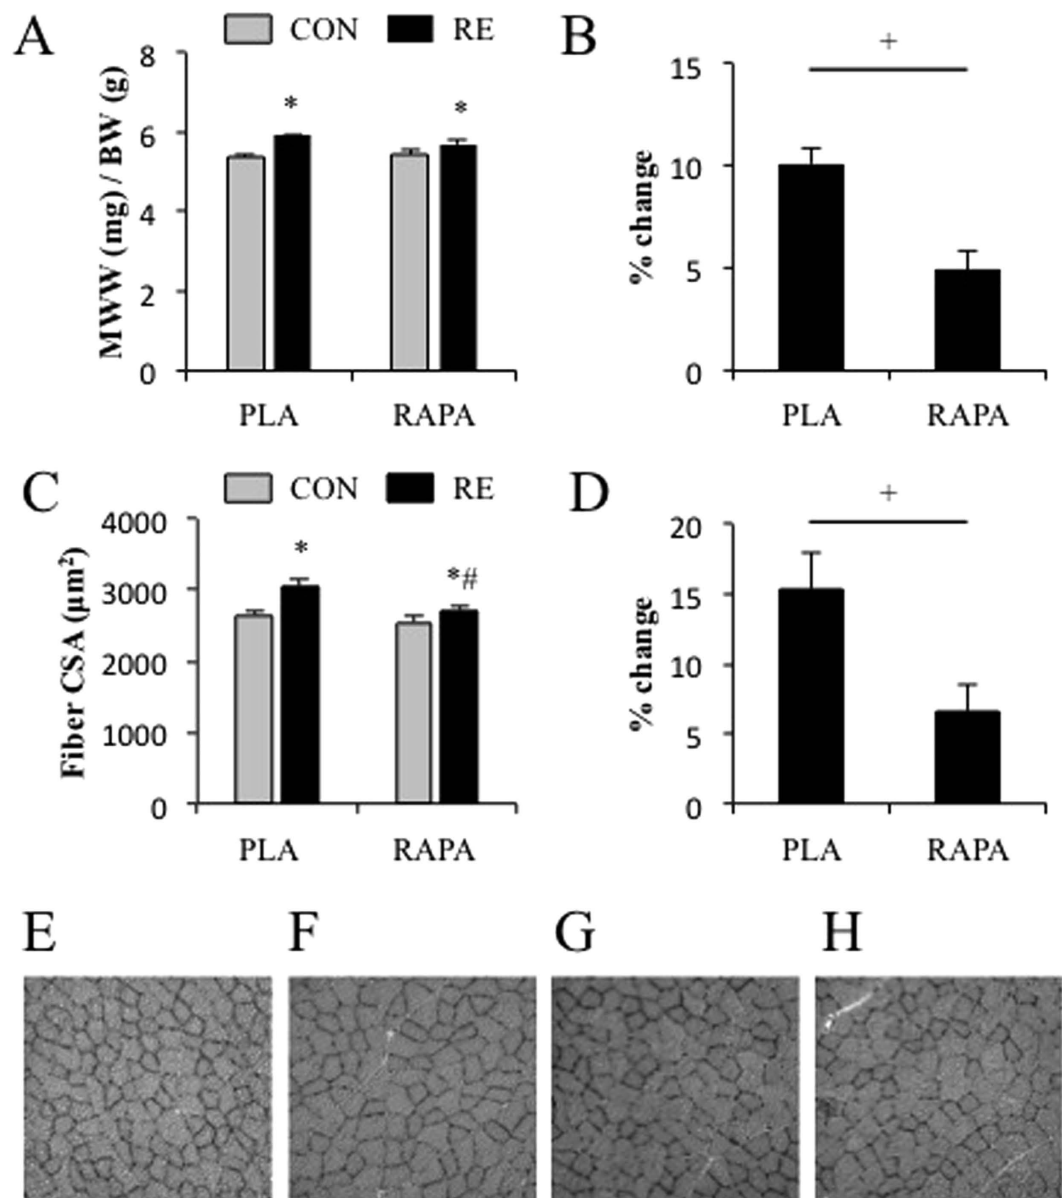 A
CON RE
MWW (mg) / BW (g)
8
6
4
2
0
* *
PLA RAPA
B
+
% change
15
10
5
0
PLA RAPA
C
CON RE
Fiber CSA (μm²)
4000
3000
2000
1000
0
* *#
PLA RAPA
D
+
% change
20
15
10
5
0
PLA RAPA
E F G H